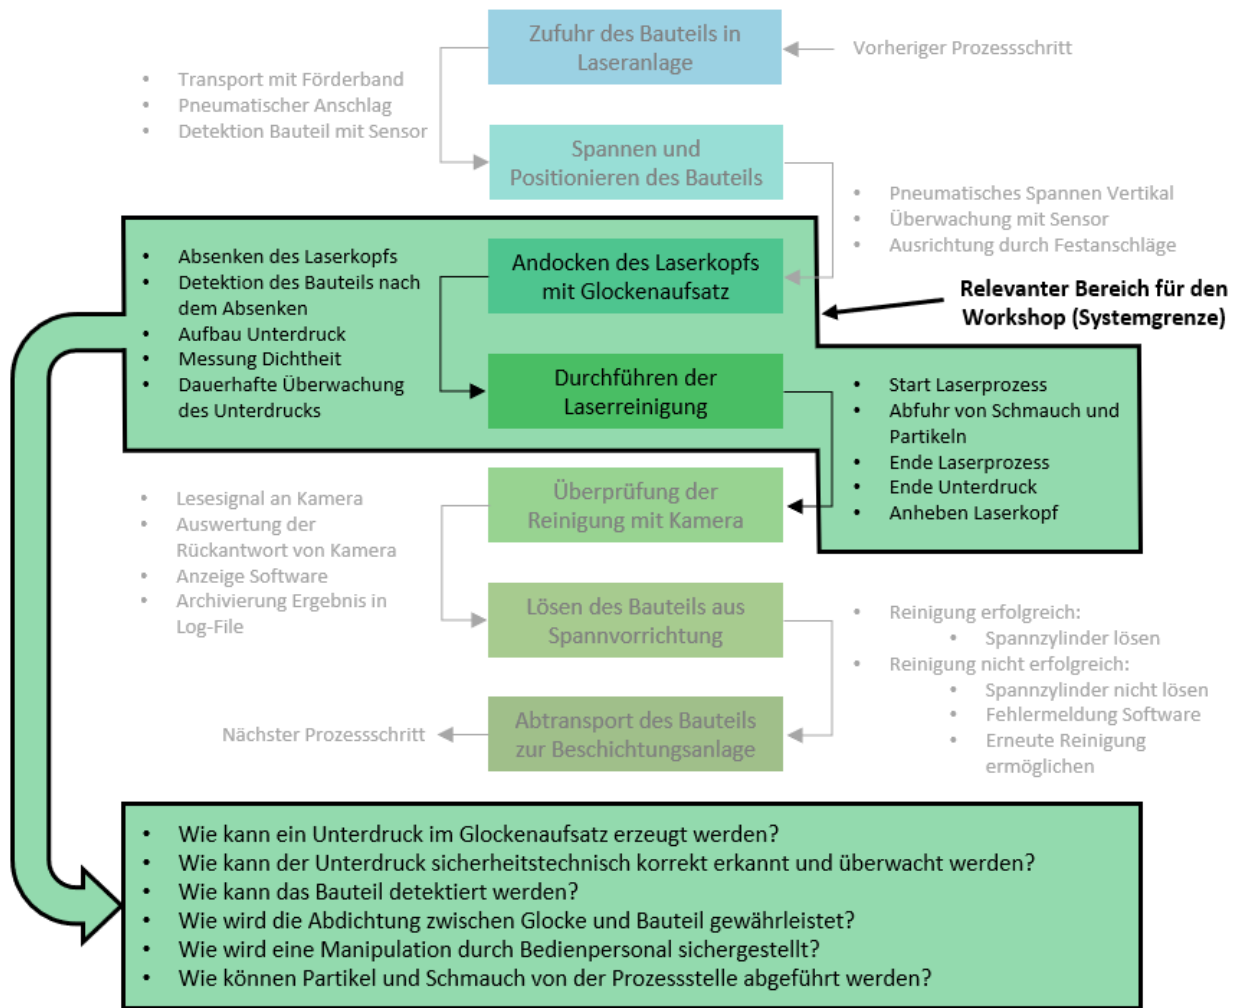 Zufuhr des Bauteils in
Laseranlage
Vorheriger Prozessschritt
• Transport mit Förderband
• Pneumatischer Anschlag
• Detektion Bauteil mit Sensor
Spannen und
Positionieren des Bauteils
• Pneumatisches Spannen Vertikal
• Überwachung mit Sensor
• Ausrichtung durch Festanschläge
• Absenken des Laserkopfs
• Detektion des Bauteils nach
dem Absenken
• Aufbau Unterdruck
• Messung Dichtheit
• Dauerhafte Überwachung
des Unterdrucks
Andocken des Laserkopfs
mit Glockenaufsatz
Relevanter Bereich für den
Workshop (Systemgrenze)
Durchführen der
Laserreinigung
• Start Laserprozess
• Abfuhr von Schmauch und
Partikeln
• Ende Laserprozess
• Ende Unterdruck
• Anheben Laserkopf
Überprüfung der
Reinigung mit Kamera
• Lesesignal an Kamera
• Auswertung der
Rückantwort von Kamera
• Anzeige Software
• Archivierung Ergebnis in
Log-File
Lösen des Bauteils aus
Spannvorrichtung
• Reinigung erfolgreich:
• Spannzylinder lösen
• Reinigung nicht erfolgreich:
• Spannzylinder nicht lösen
• Fehlermeldung Software
• Erneute Reinigung
ermöglichen
Abtransport des Bauteils
zur Beschichtungsanlage
Nächster Prozessschritt
• Wie kann ein Unterdruck im Glockenaufsatz erzeugt werden?
• Wie kann der Unterdruck sicherheitstechnisch korrekt erkannt und überwacht werden?
• Wie kann das Bauteil detektiert werden?
• Wie wird die Abdichtung zwischen Glocke und Bauteil gewährleistet?
• Wie wird eine Manipulation durch Bedienpersonal sichergestellt?
• Wie können Partikel und Schmauch von der Prozessstelle abgeführt werden?